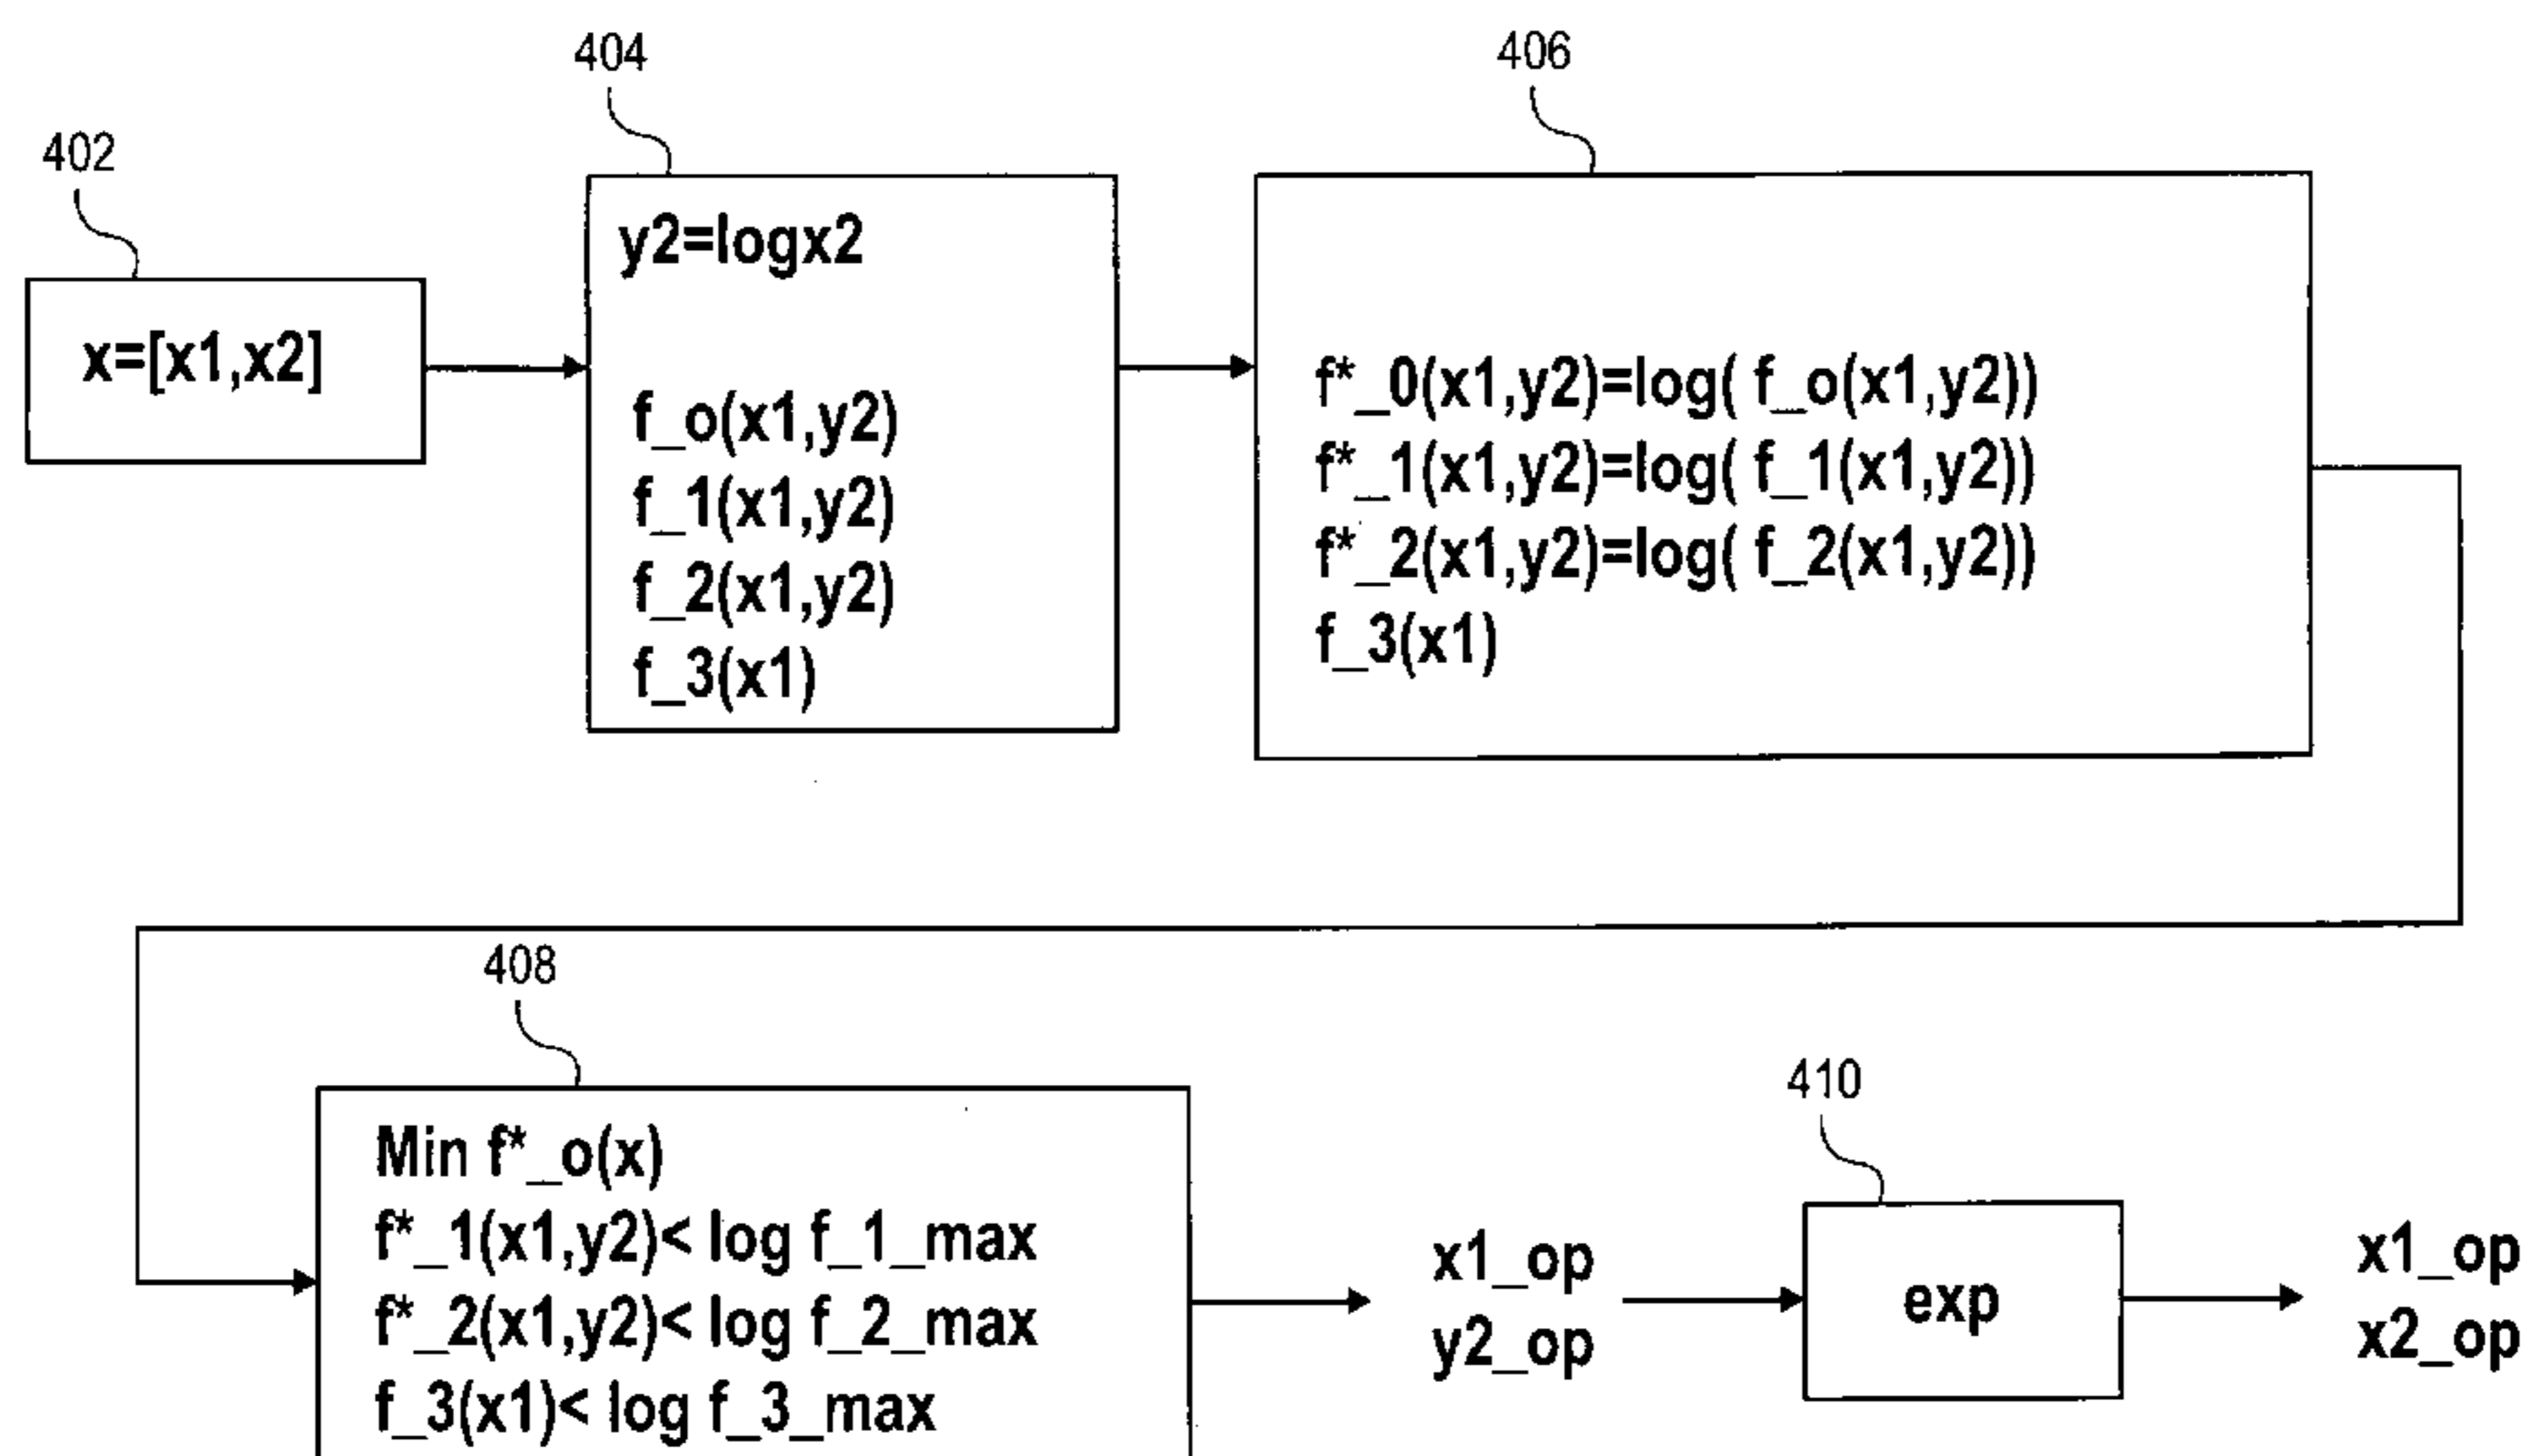 402
x=[x1,x2]
404
y2=logx2
f_o(x1,y2)
f_1(x1,y2)
f_2(x1,y2)
f_3(x1)
406
f*_0(x1,y2)=log( f_o(x1,y2))
f*_1(x1,y2)=log( f_1(x1,y2))
f*_2(x1,y2)=log( f_2(x1,y2))
f_3(x1)
408
Min f*_o(x)
f*_1(x1,y2)< log f_1_max
f*_2(x1,y2)< log f_2_max
f_3(x1)< log f_3_max
x1_op
y2_op
410
exp
x1_op
x2_op